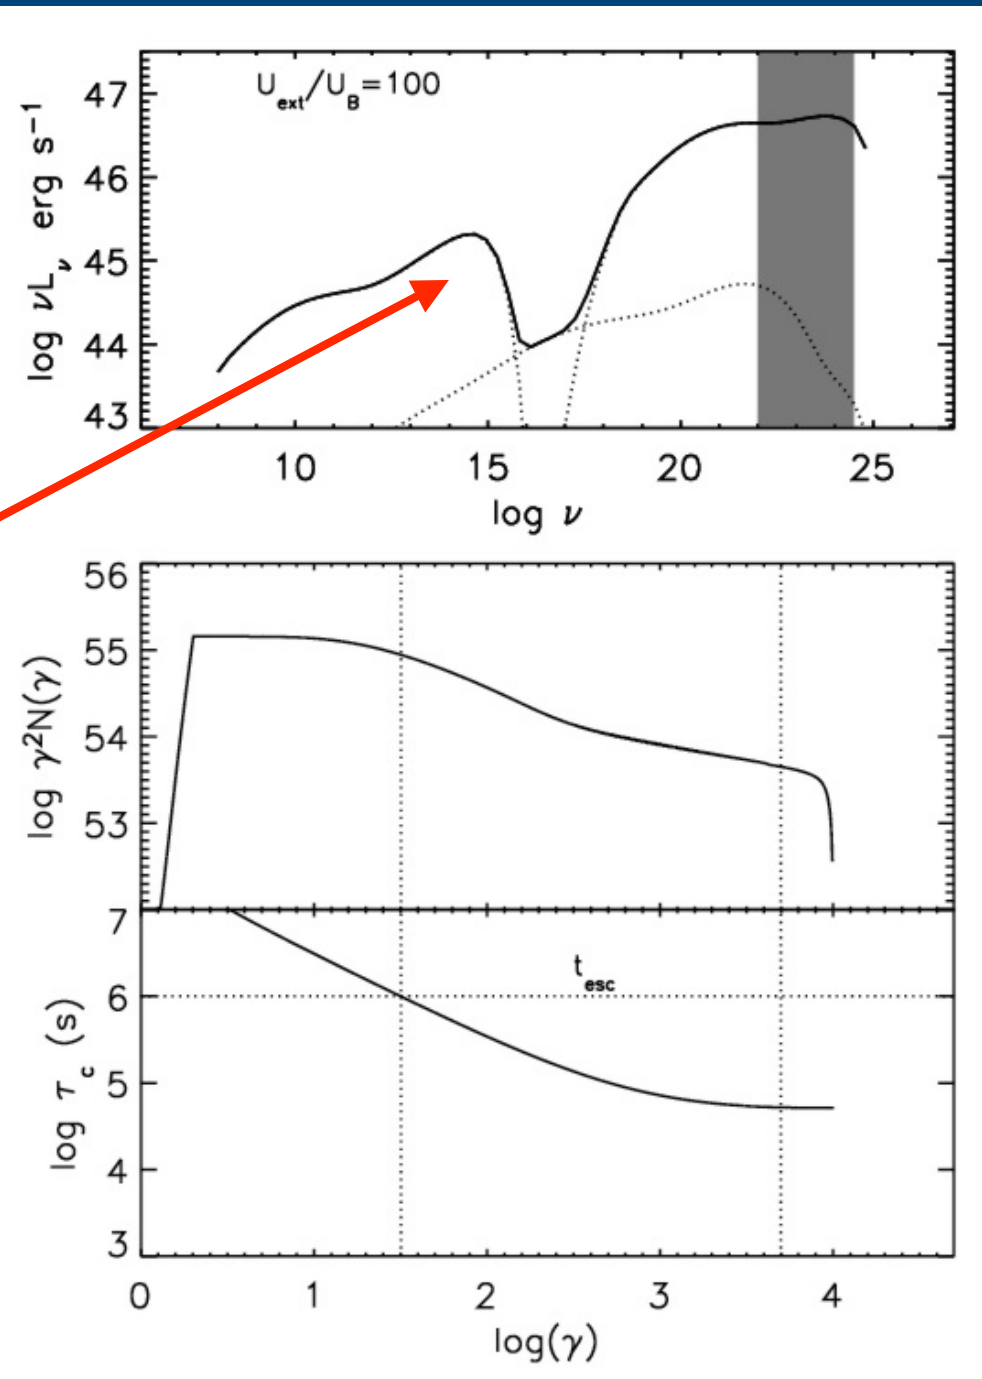 U_ext/U_B=100
log νL_ν erg s⁻¹
47
46
45
44
43
10 15 20 25
log ν
log γ²N(γ)
56
55
54
53
t_esc
log τ_c (s)
7
6
5
4
3
0 1 2 3 4
log(γ)